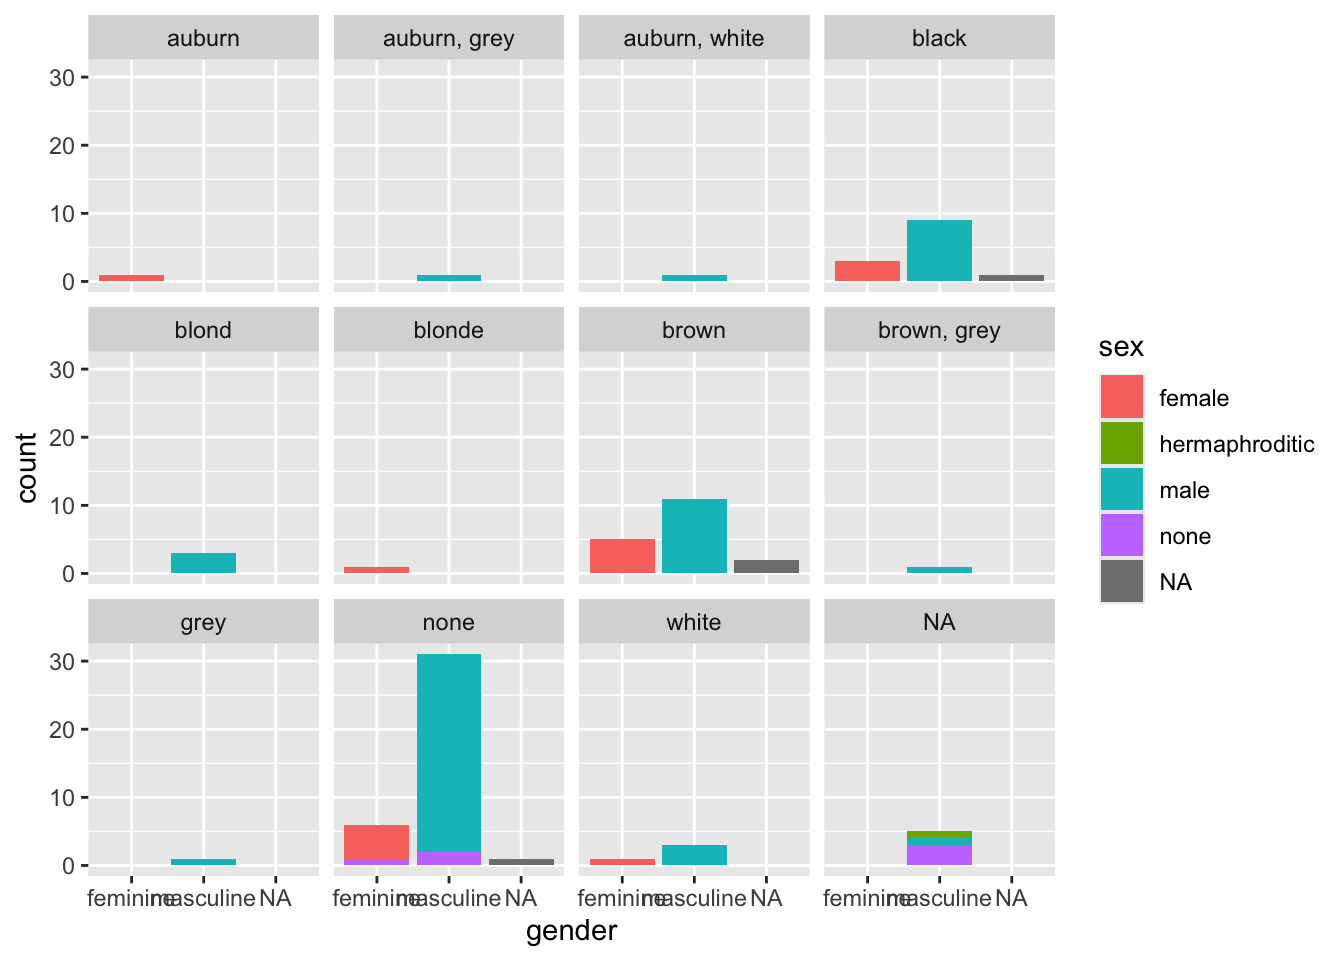 auburn
auburn, grey
auburn, white
black
30
20
10
0
blond
blonde
brown
brown, grey
30
20
10
0
grey
none
white
NA
30
20
10
0
feminine masculine NA
feminine masculine NA
feminine masculine NA
feminine masculine NA
gender
count
sex
female
hermaphroditic
male
none
NA